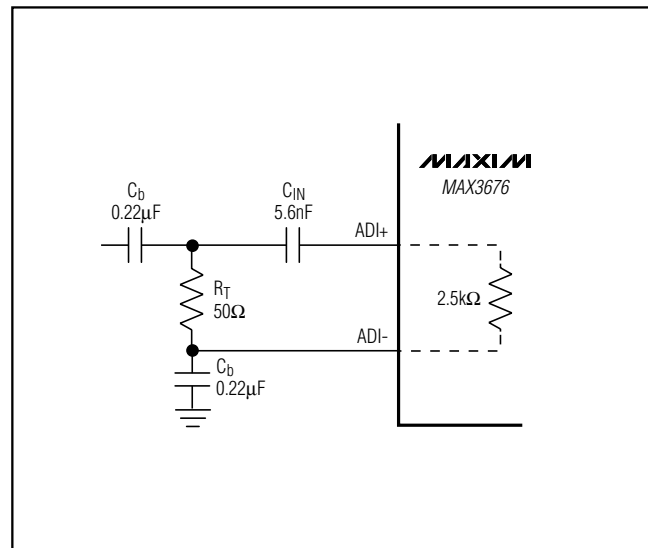 MAXIM
MAX3676
Cb
0.22µF
CIN
5.6nF
ADI+
RT
50Ω
2.5kΩ
ADI-
Cb
0.22µF